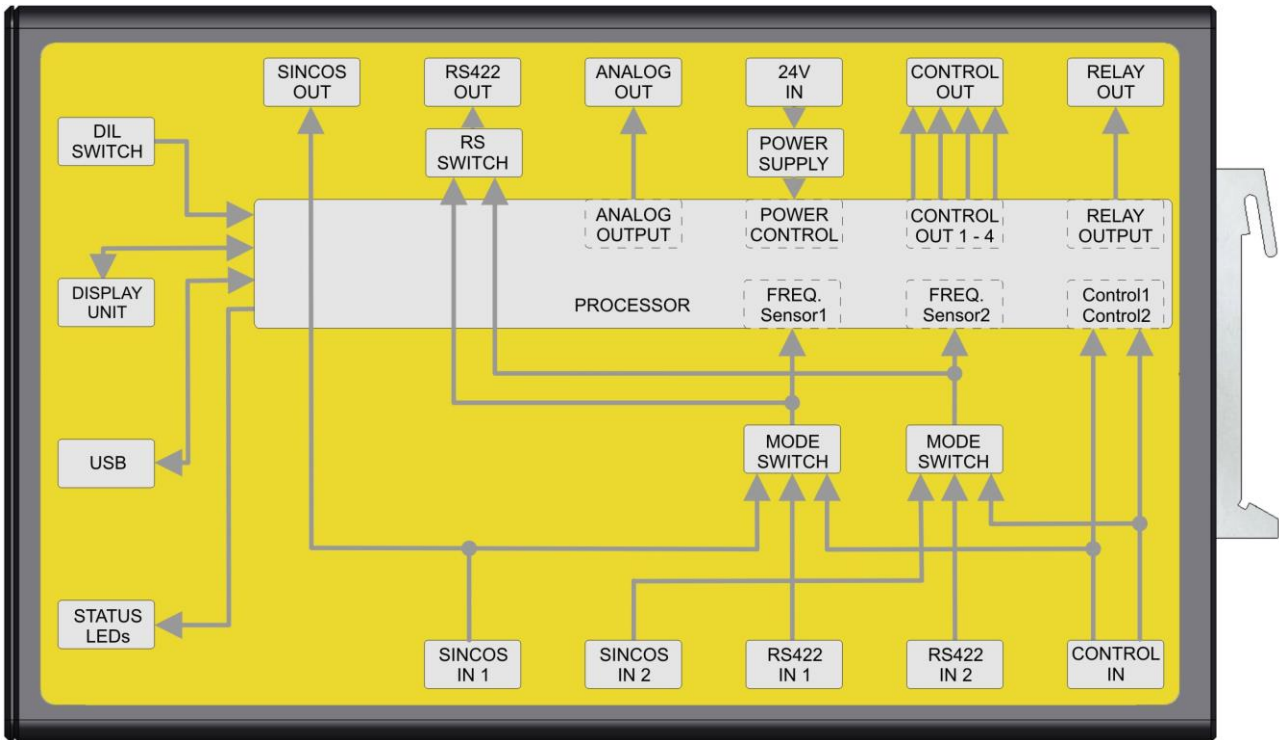 SINCOS
OUT
RS422
OUT
ANALOG
OUT
24V
IN
CONTROL
OUT
RELAY
OUT
DIL
SWITCH
RS
SWITCH
POWER
SUPPLY
ANALOG
OUTPUT
POWER
CONTROL
CONTROL
OUT 1 - 4
RELAY
OUTPUT
DISPLAY
UNIT
PROCESSOR
FREQ.
Sensor1
FREQ.
Sensor2
Control1
Control2
MODE
SWITCH
MODE
SWITCH
USB
STATUS
LEDs
SINCOS
IN 1
SINCOS
IN 2
RS422
IN 1
RS422
IN 2
CONTROL
IN